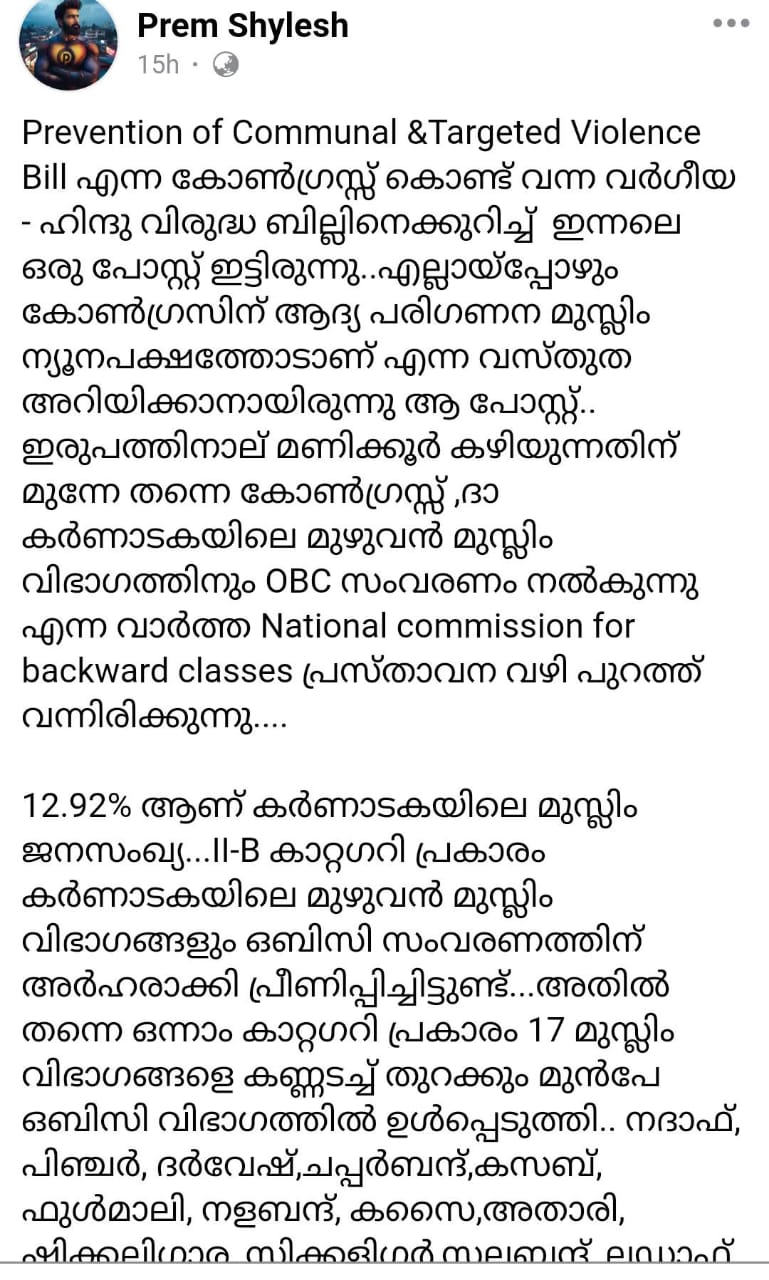 Prem Shylesh
15h
Prevention of Communal &Targeted Violence
Bill എന്ന കോൺഗ്രസ്സ് കൊണ്ട് വന്ന വർഗീയ
- ഹിന്ദു വിരുദ്ധ ബില്ലിനെക്കുറിച്ച് ഇന്നലെ
ഒരു പോസ്റ്റ് ഇട്ടിരുന്നു..എല്ലായ്പ്പോഴും
കോൺഗ്രസിന് ആദ്യ പരിഗണന മുസ്ലിം
ന്യൂനപക്ഷത്തോടാണ് എന്ന വസ്തുത
അറിയിക്കാനായിരുന്നു ആ പോസ്റ്റ്..
ഇരുപത്തിനാല് മണിക്കൂർ കഴിയുന്നതിന്
മുന്നേ തന്നെ കോൺഗ്രസ്സ് ,ദാ
കർണാടകയിലെ മുഴുവൻ മുസ്ലിം
വിഭാഗത്തിനും OBC സംവരണം നൽകുന്നു
എന്ന വാർത്ത National commission for
backward classes പ്രസ്താവന വഴി പുറത്ത്
വന്നിരിക്കുന്നു....
12.92% ആണ് കർണാടകയിലെ മുസ്ലിം
ജനസംഖ്യ...II-B കാറ്റഗറി പ്രകാരം
കർണാടകയിലെ മുഴുവൻ മുസ്ലിം
വിഭാഗങ്ങളും ഒബിസി സംവരണത്തിന്
അർഹരാക്കി പ്രീണിപ്പിച്ചിട്ടുണ്ട്...അതിൽ
തന്നെ ഒന്നാം കാറ്റഗറി പ്രകാരം 17 മുസ്ലിം
വിഭാഗങ്ങളെ കണ്ണടച്ച് തുറക്കും മുൻപേ
ഒബിസി വിഭാഗത്തിൽ ഉൾപ്പെടുത്തി.. നദാഫ്,
പിഞ്ചർ, ദർവേഷ്,ചപ്പർബന്ദ്,കസബ്,
ഫുൾമാലി, നളബന്ദ്, കസൈ,അതാരി,
ഷിക്കലിഗാര, സിക്കളിഗർ,സലബന്ദ്, ലഡാഫ്,